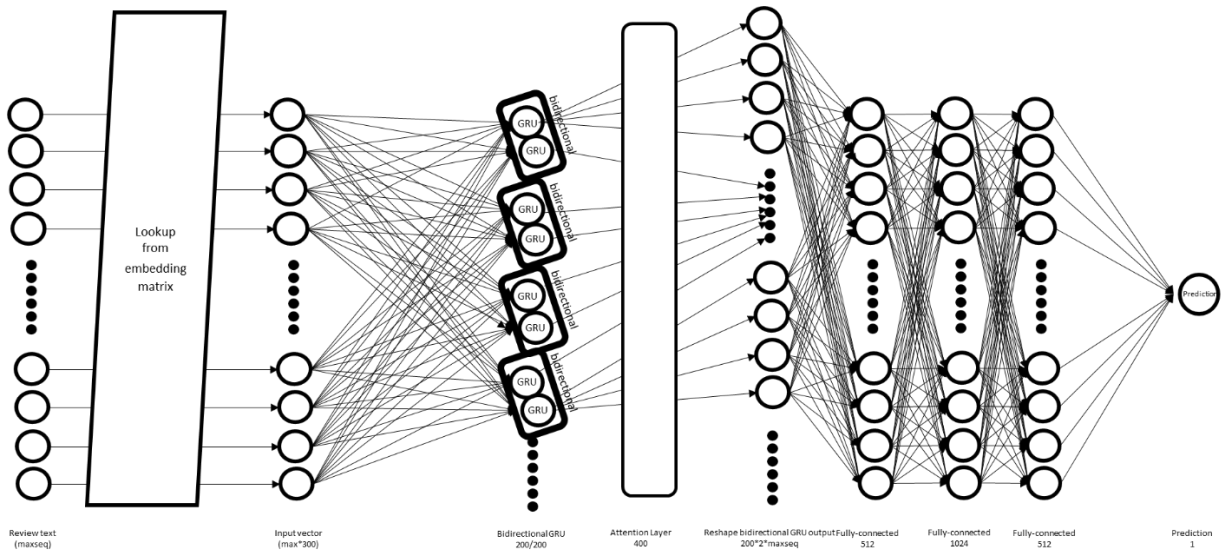 Lookup
from
embedding
matrix
bidirectional
GRU
GRU
bidirectional
GRU
GRU
bidirectional
GRU
GRU
bidirectional
GRU
GRU
Prediction
Review text
(maxseq)
Input vector
(max*300)
Bidirectional GRU
200/200
Attention Layer
400
Reshape bidirectional GRU output
200*2*maxseq
Fully-connected
512
Fully-connected
1024
Fully-connected
512
Prediction
1